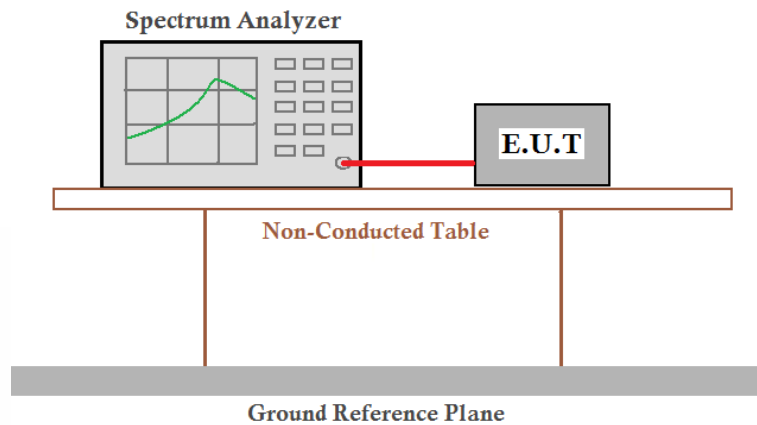 Spectrum Analyzer
E.U.T
Non-Conducted Table
Ground Reference Plane